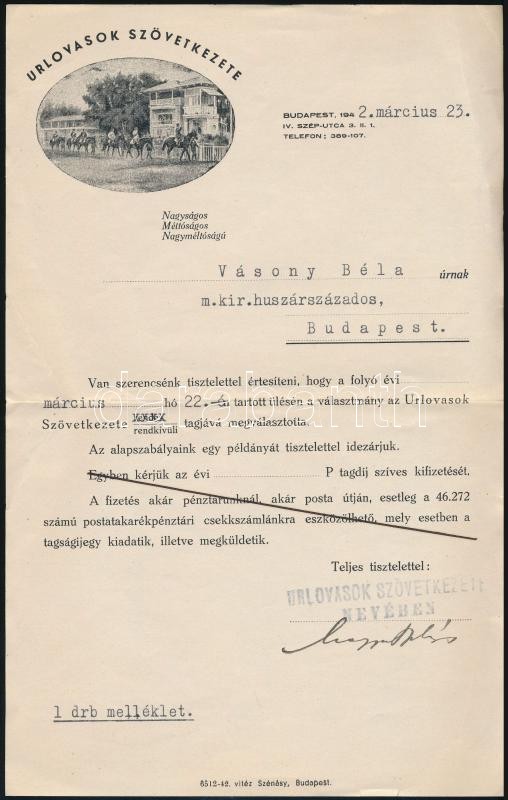 URLOVASOK SZÖVETKEZETE
BUDAPEST, 194 2.március 23.
IV. SZÉP-UTCA 3. II. 1.
TELEFON: 389-107.
Nagyságos
Méltóságos
Nagyméltóságú
Vásony Béla úrnak
m.kir.huszárszázados,
Budapest.
Van szerencsénk tisztelettel értesíteni, hogy a folyó évi
március hó 22.-én tartott ülésén a választmány az Urlovasok
Szövetkezete rendkivüli tagjává megválasztotta.
Az alapszabályaink egy példányát tisztelettel idezárjuk.
Egyben kérjük az évi P tagdíj szíves kifizetését.
A fizetés akár pénztárunknál, akár posta útján, esetleg a 46.272
számú postatakarékpénztári csekkszámlánkra eszközölhető, mely esetben a
tagságijegy kiadatik, illetve megküldetik.
Teljes tisztelettel:
URLOVASOK SZÖVETKEZETE
NEVÉBEN
1 drb melléklet.
6512-42. vitéz Szénásy, Budapest.
darabanth